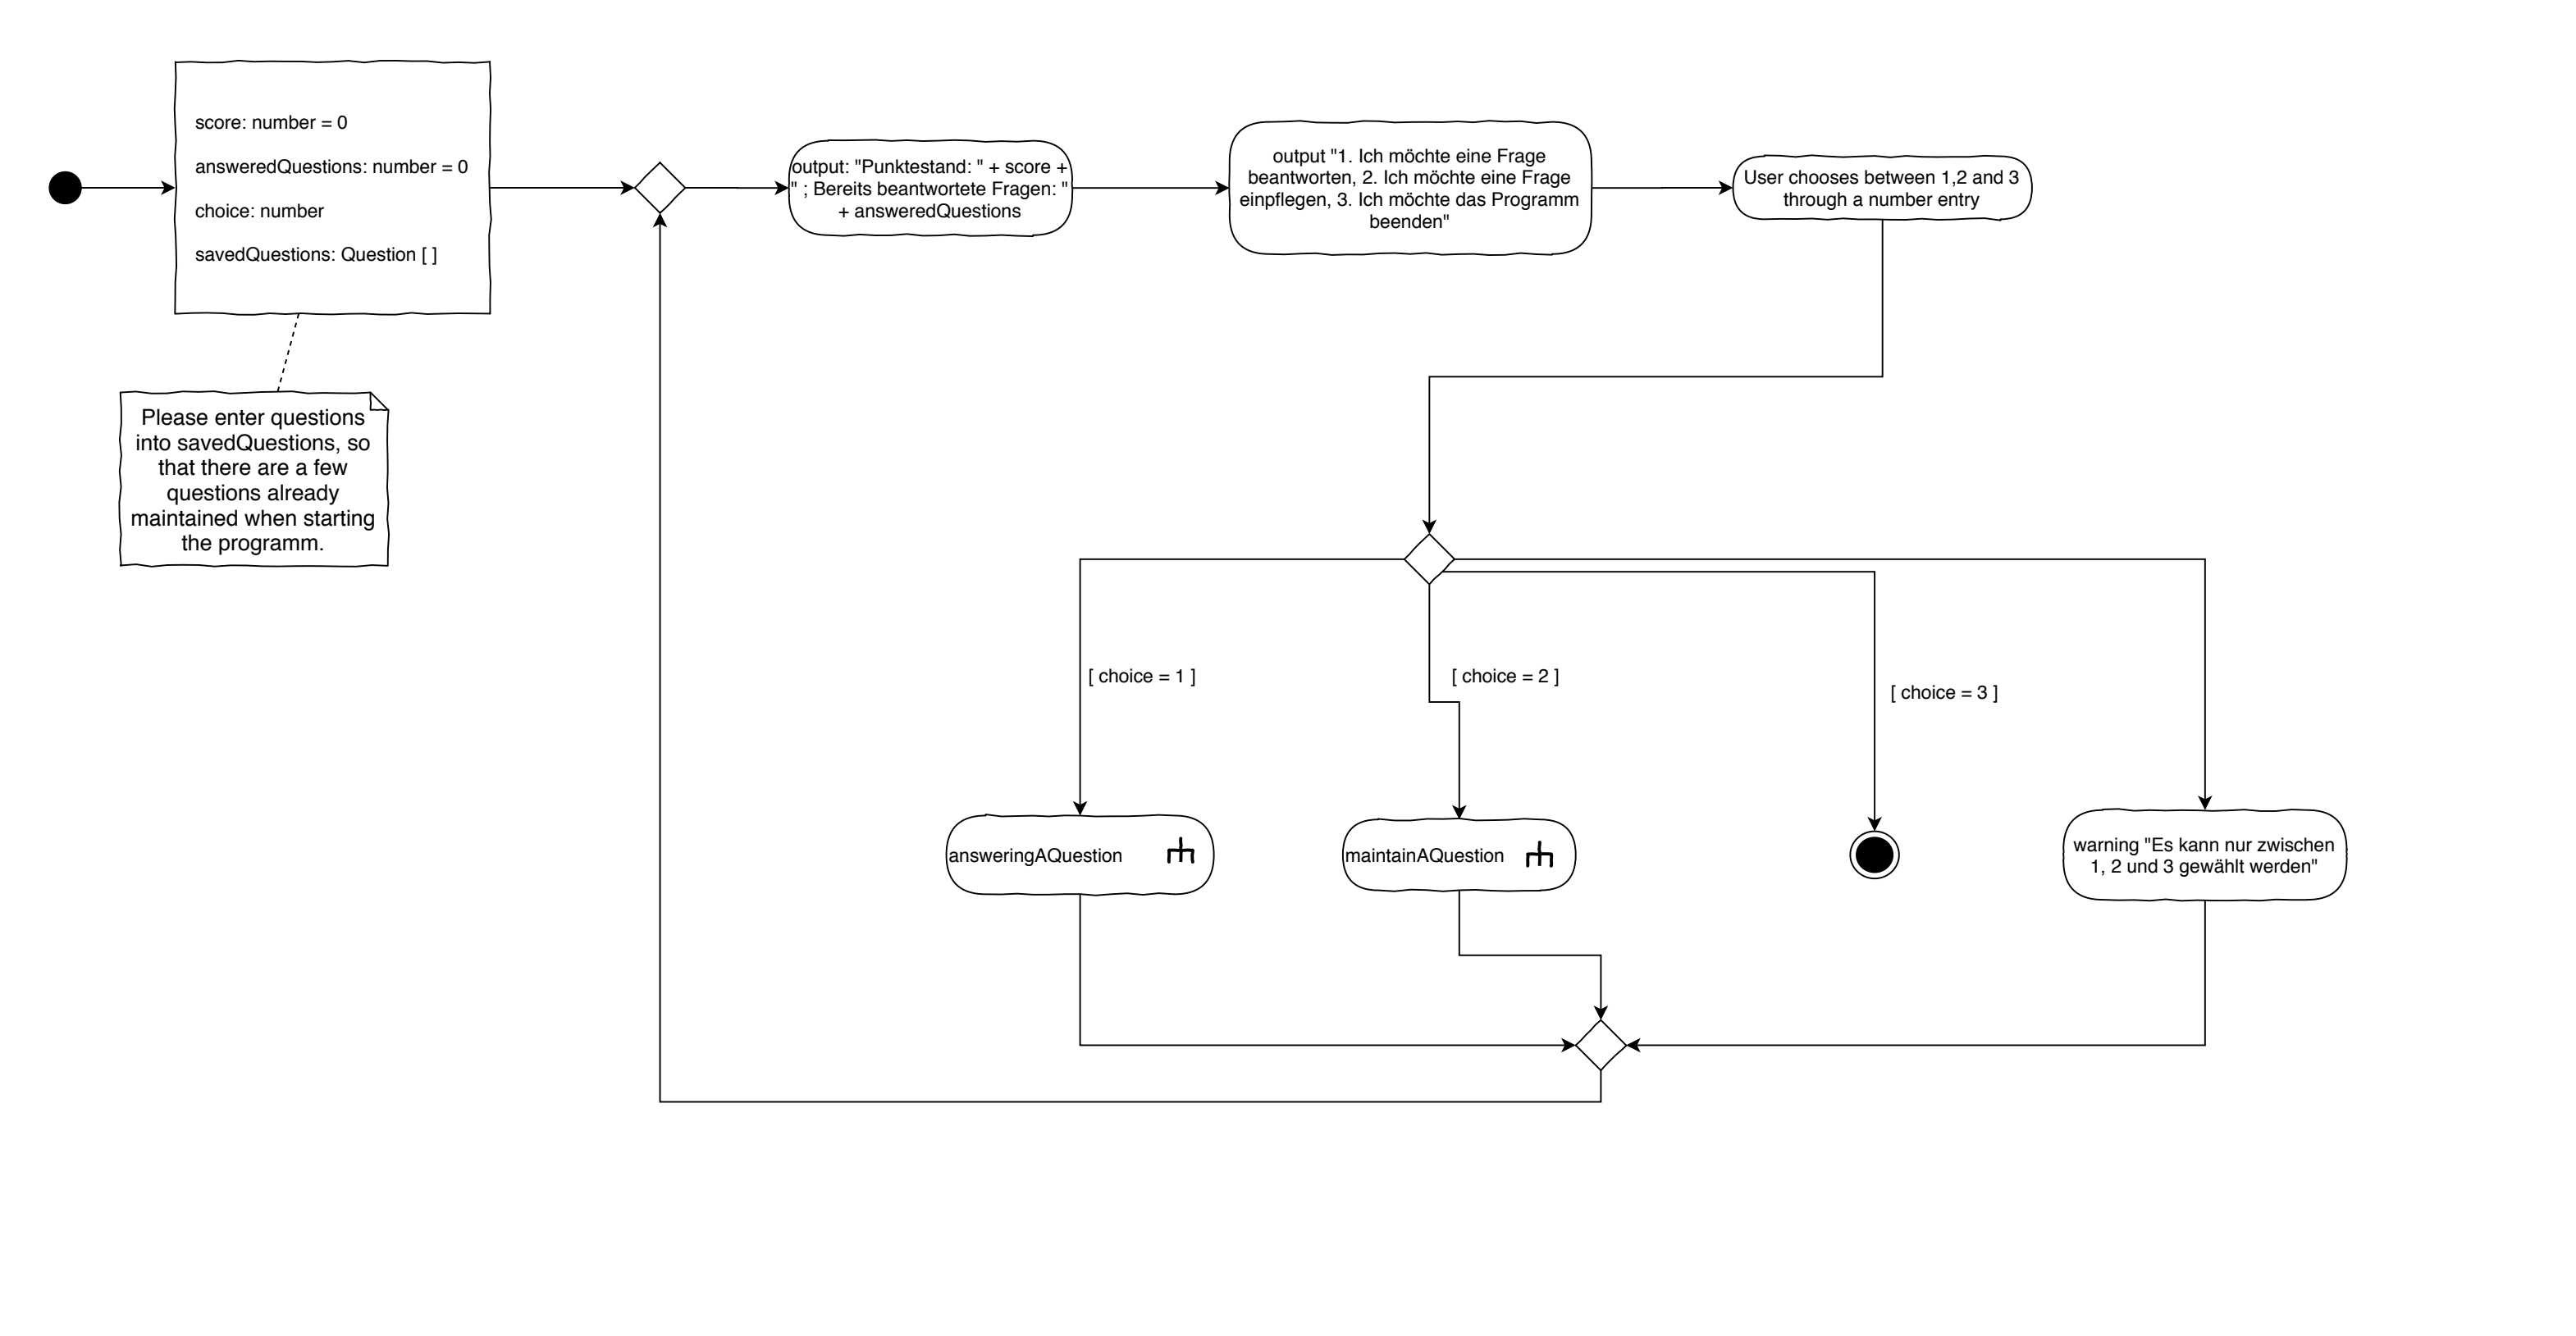 score: number = 0
answeredQuestions: number = 0
choice: number
savedQuestions: Question [ ]
Please enter questions
into savedQuestions, so
that there are a few
questions already
maintained when starting
the programm.
output: "Punktestand: " + score +
" ; Bereits beantwortete Fragen: "
+ answeredQuestions
output "1. Ich möchte eine Frage
beantworten, 2. Ich möchte eine Frage
einpflegen, 3. Ich möchte das Programm
beenden"
User chooses between 1,2 and 3
through a number entry
[ choice = 1 ]
[ choice = 2 ]
[ choice = 3 ]
answeringAQuestion
maintainAQuestion
warning "Es kann nur zwischen
1, 2 und 3 gewählt werden"